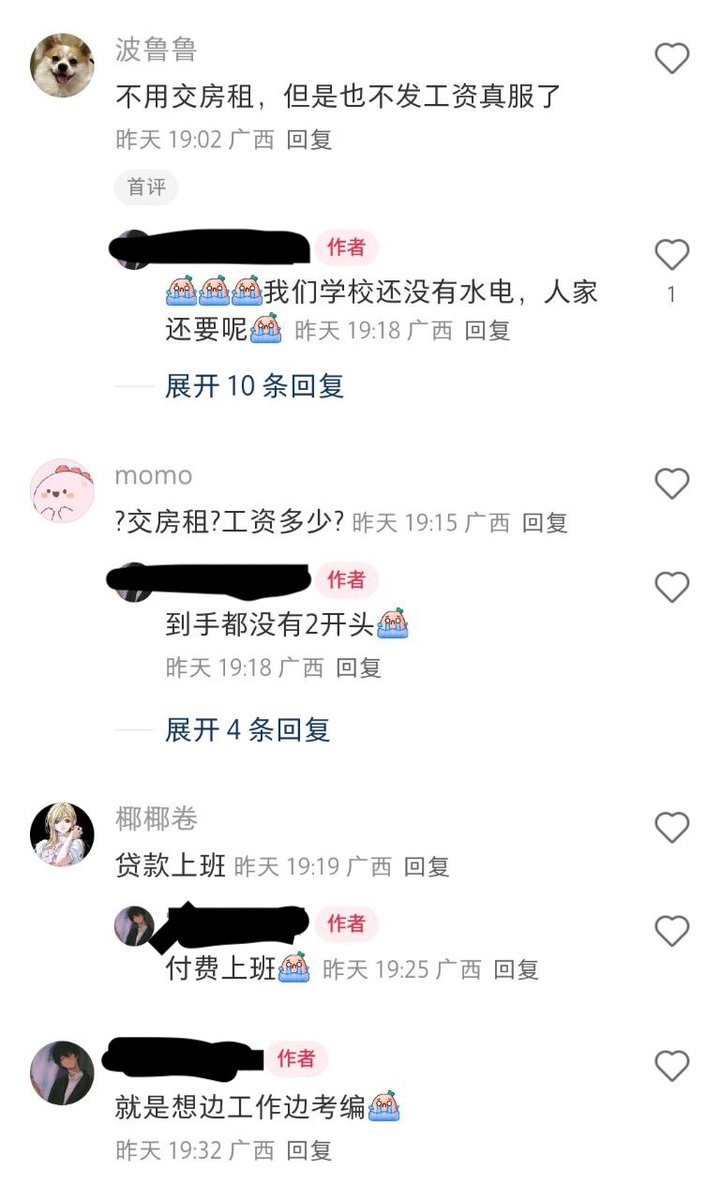 波鲁鲁
不用交房租，但是也不发工资真服了
昨天 19:02 广西 回复
首评
作者
我们学校还没有水电，人家
还要呢 昨天 19:18 广西 回复
1
展开 10 条回复
momo
?交房租?工资多少? 昨天 19:15 广西 回复
作者
到手都没有2开头
昨天 19:18 广西 回复
展开 4 条回复
椰椰卷
贷款上班 昨天 19:19 广西 回复
作者
付费上班 昨天 19:25 广西 回复
作者
就是想边工作边考编
昨天 19:32 广西 回复